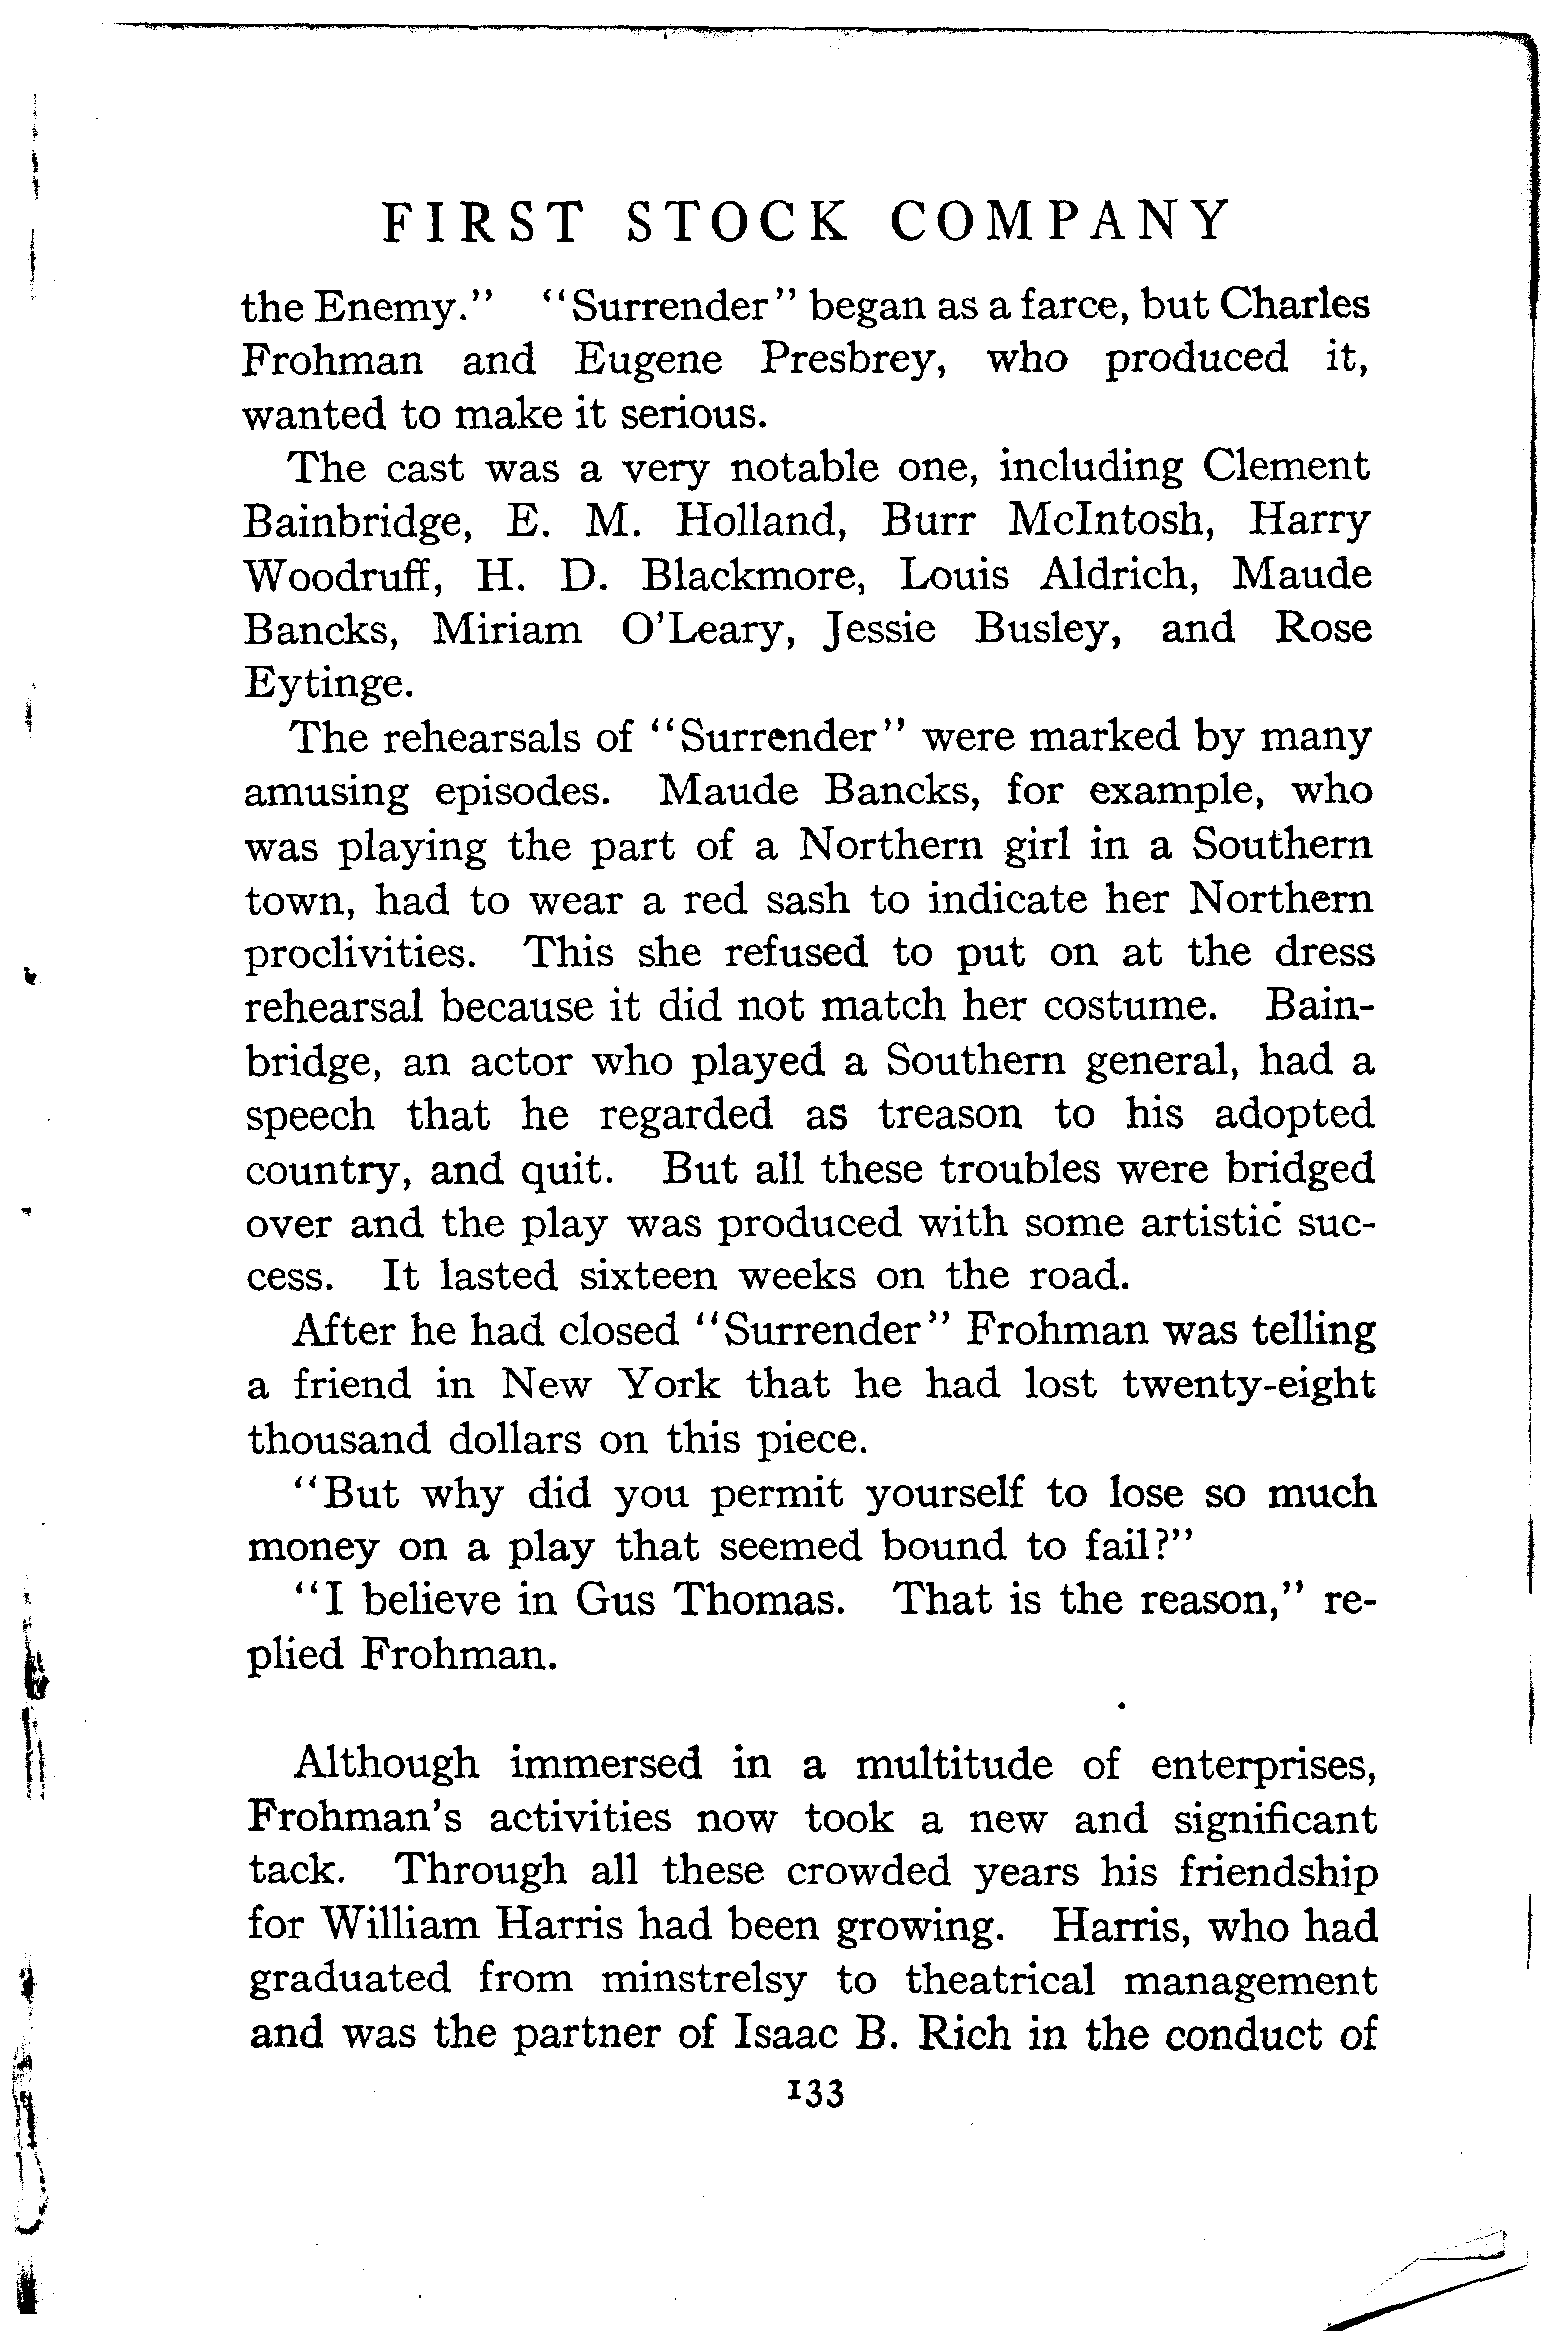 FIRST STOCK COMPANY
the Enemy." "Surrender" began as a farce, but Charles
Frohman and Eugene Presbrey, who produced it,
wanted to make it serious.
The cast was a very notable one, including Clement
Bainbridge, E. M. Holland, Burr McIntosh, Harry
Woodruff, H. D. Blackmore, Louis Aldrich, Maude
Bancks, Miriam O'Leary, Jessie Busley, and Rose
Eytinge.
The rehearsals of "Surrender" were marked by many
amusing episodes. Maude Bancks, for example, who
was playing the part of a Northern girl in a Southern
town, had to wear a red sash to indicate her Northern
proclivities. This she refused to put on at the dress
rehearsal because it did not match her costume. Bain-
bridge, an actor who played a Southern general, had a
speech that he regarded as treason to his adopted
country, and quit. But all these troubles were bridged
over and the play was produced with some artistic suc-
cess. It lasted sixteen weeks on the road.
After he had closed "Surrender" Frohman was telling
a friend in New York that he had lost twenty-eight
thousand dollars on this piece.
"But why did you permit yourself to lose so much
money on a play that seemed bound to fail?"
"I believe in Gus Thomas. That is the reason," re-
plied Frohman.
Although immersed in a multitude of enterprises,
Frohman's activities now took a new and significant
tack. Through all these crowded years his friendship
for William Harris had been growing. Harris, who had
graduated from minstrelsy to theatrical management
and was the partner of Isaac B. Rich in the conduct of
133